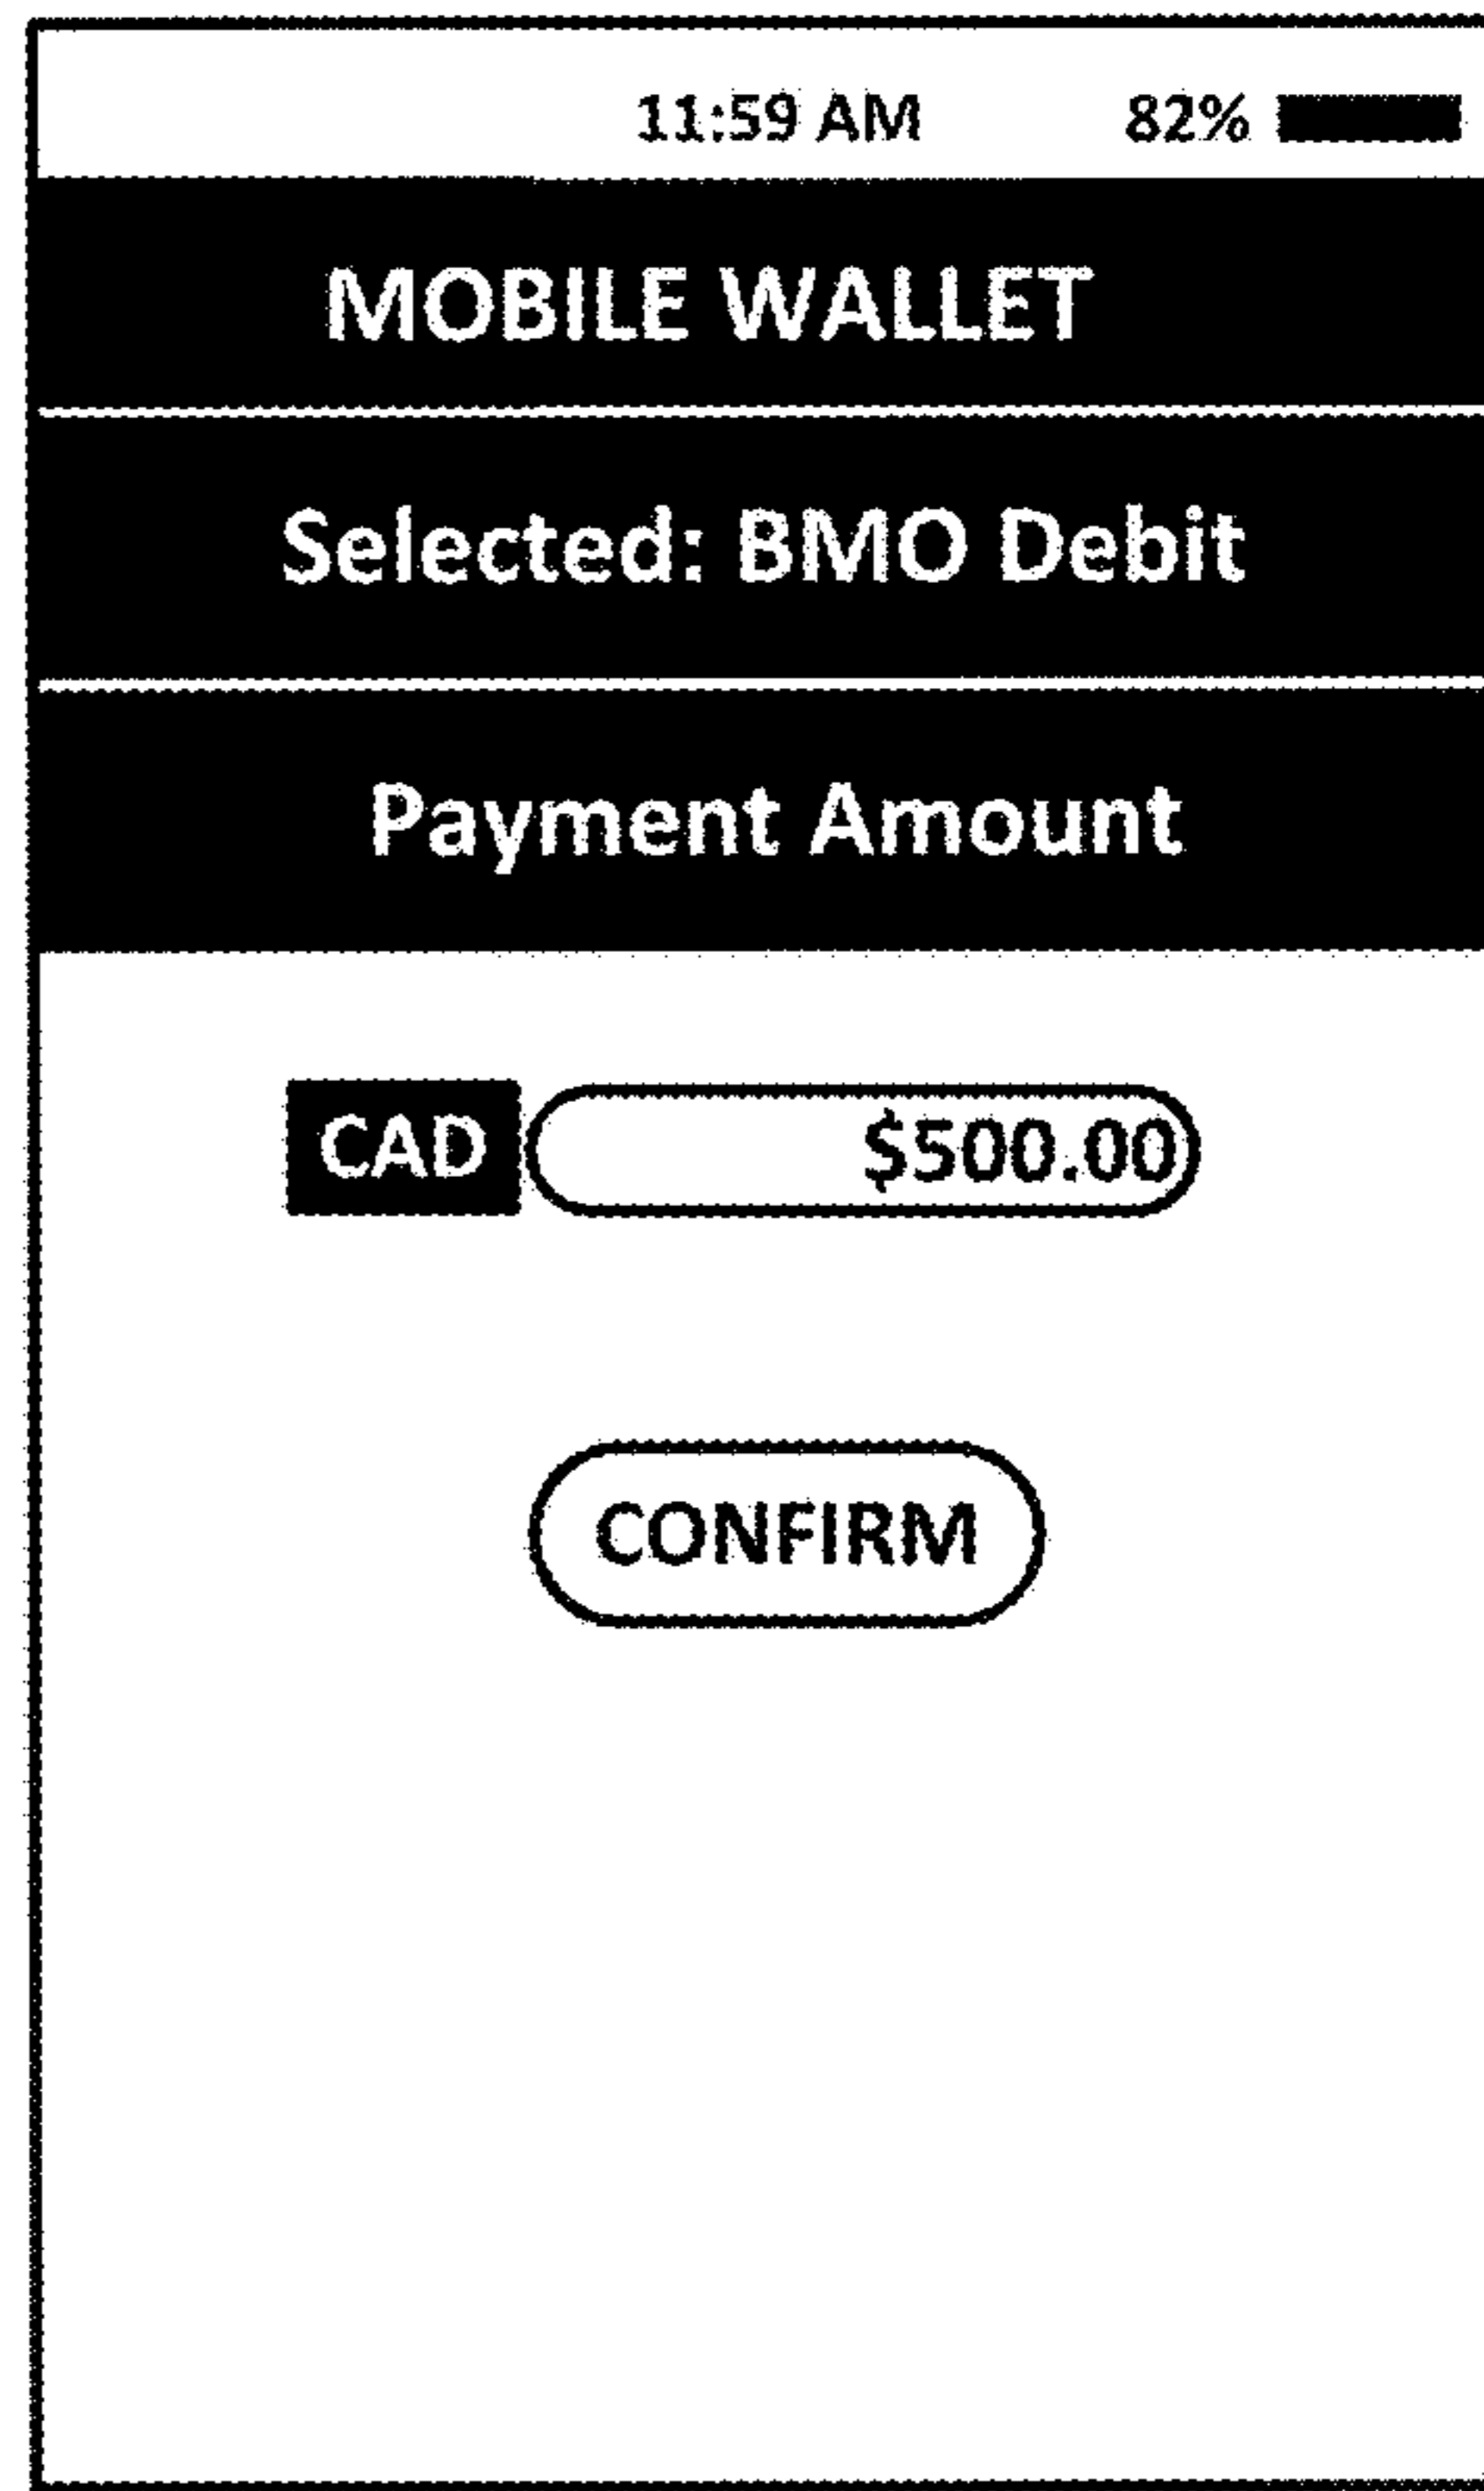 11:59 AM 82%
MOBILE WALLET
Selected: BMO Debit
Payment Amount
CAD $500.00
CONFIRM